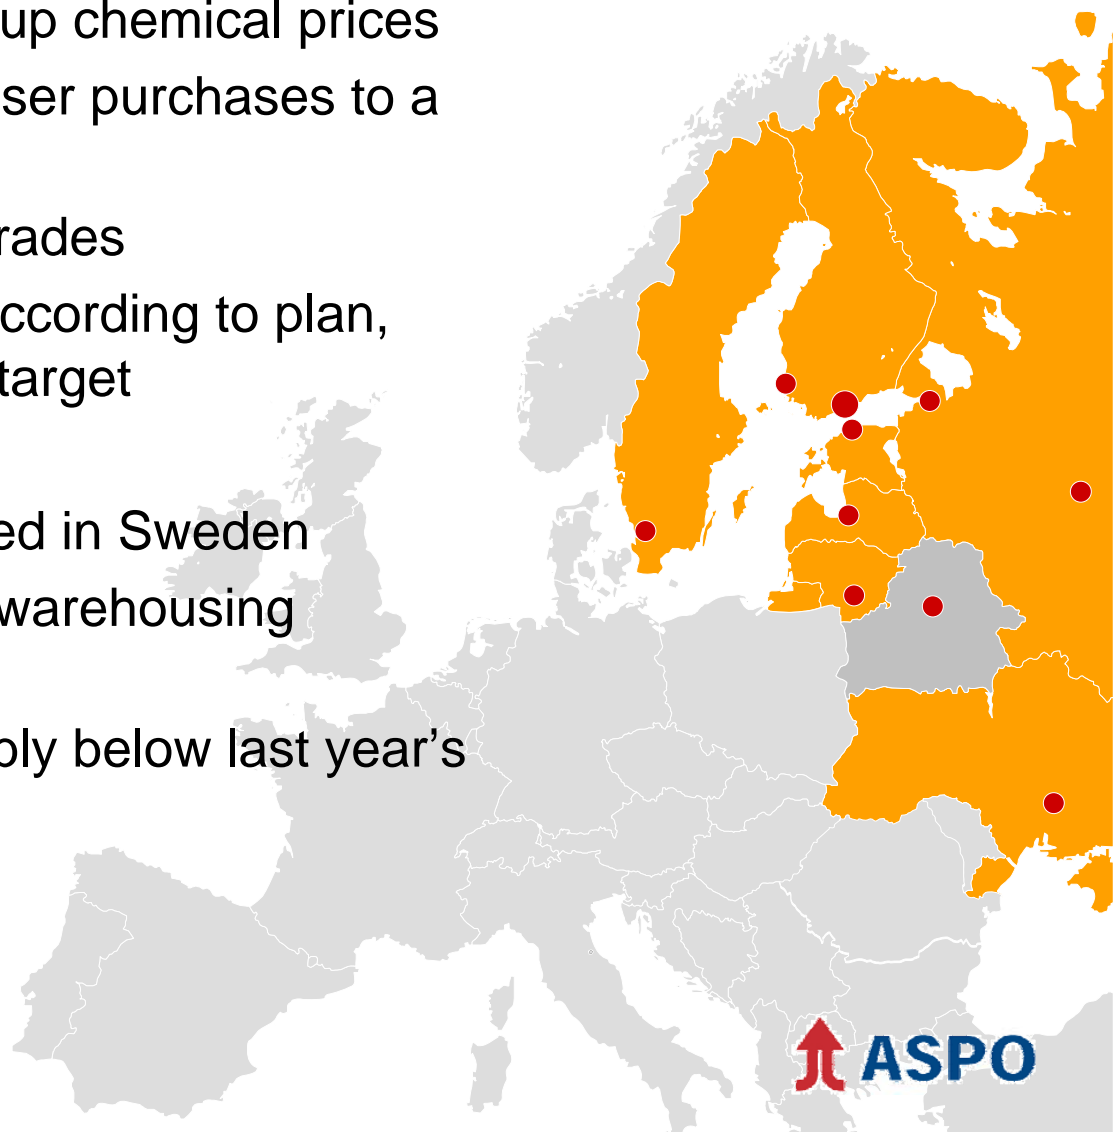 up chemical prices
ser purchases to a
rades
ccording to plan,
target
ed in Sweden
warehousing
bly below last year's
ASPO